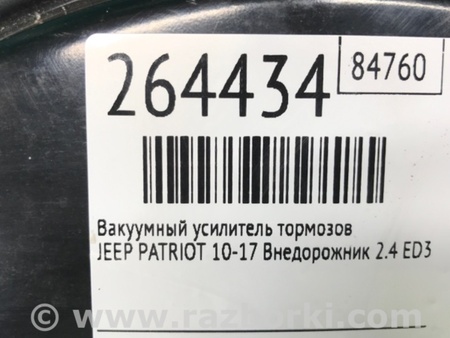 264434
84760
Вакуумный усилитель тормозов
JEEP PATRIOT 10-17 Внедорожник 2.4 ED3
© www.razborki.com